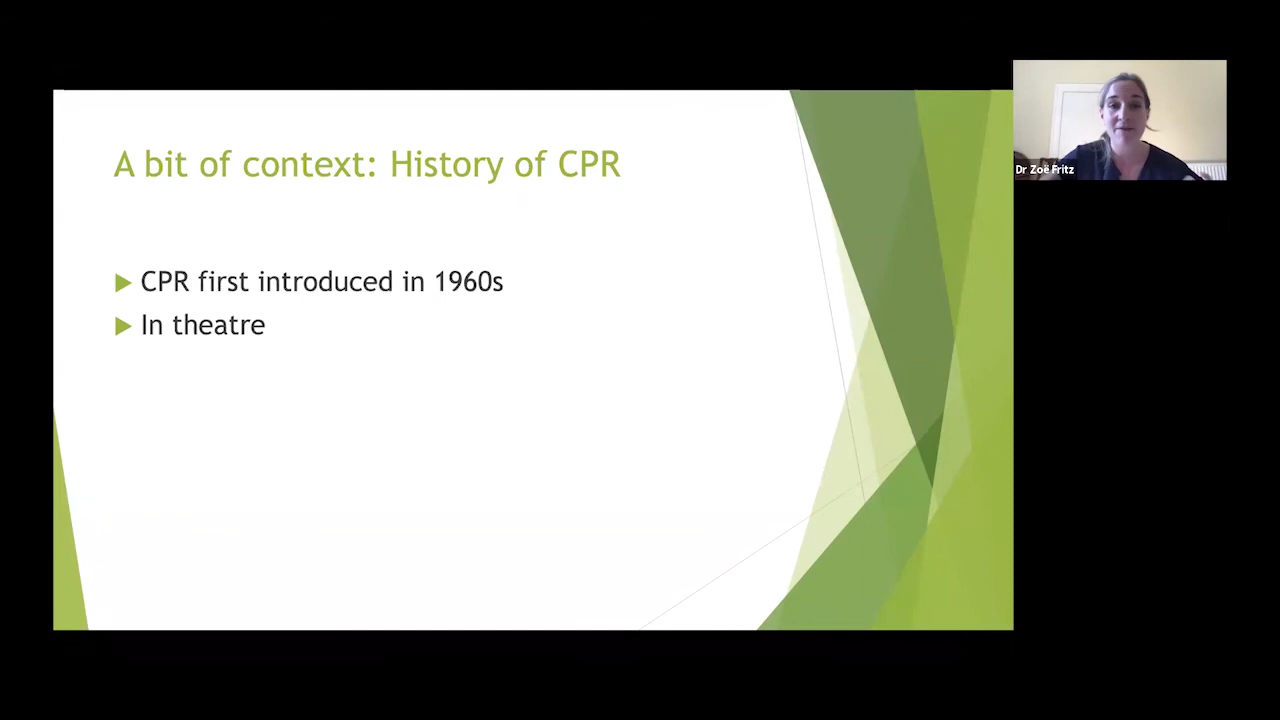 A bit of context: History of CPR
CPR first introduced in 1960s
In theatre
Dr Zoë Fritz